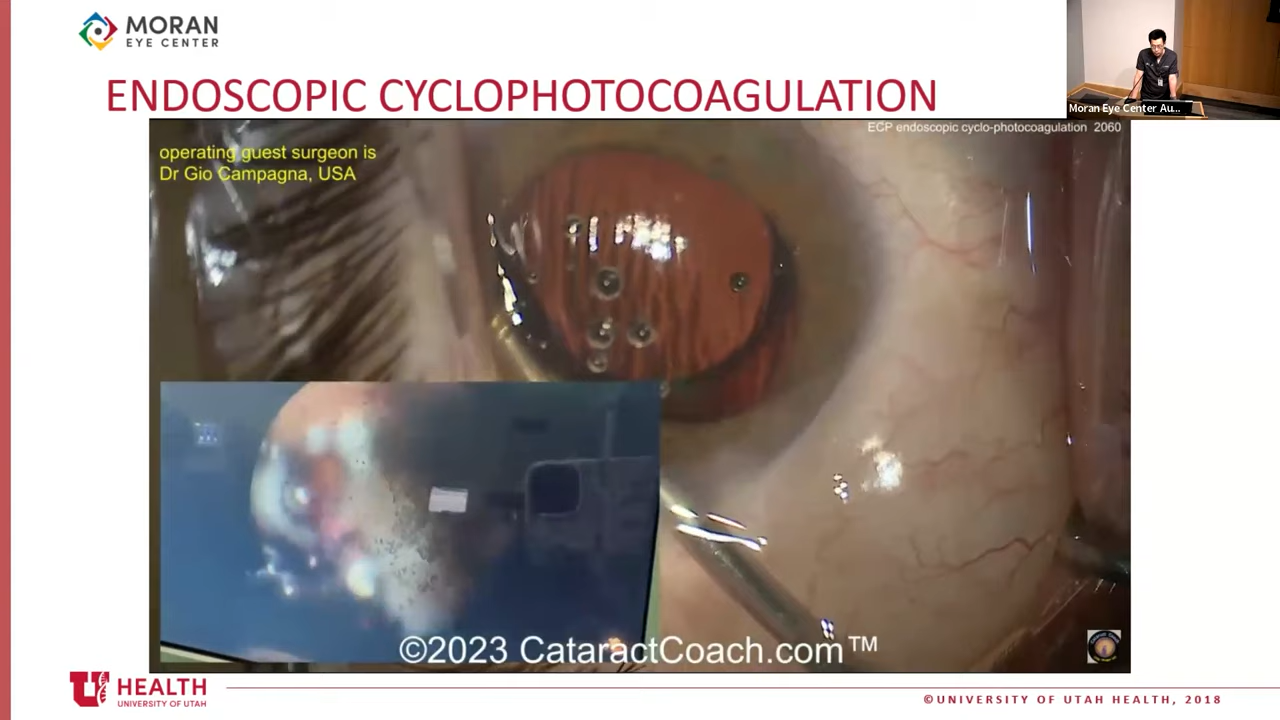 MORAN
EYE CENTER
Moran Eye Center Au...
ENDOSCOPIC CYCLOPHOTOCOAGULATION
ECP endoscopic cyclo-photocoagulation 2060
operating guest surgeon is
Dr Gio Campagna, USA
©2023 CataractCoach.com™
U HEALTH
UNIVERSITY OF UTAH
©UNIVERSITY OF UTAH HEALTH, 2018